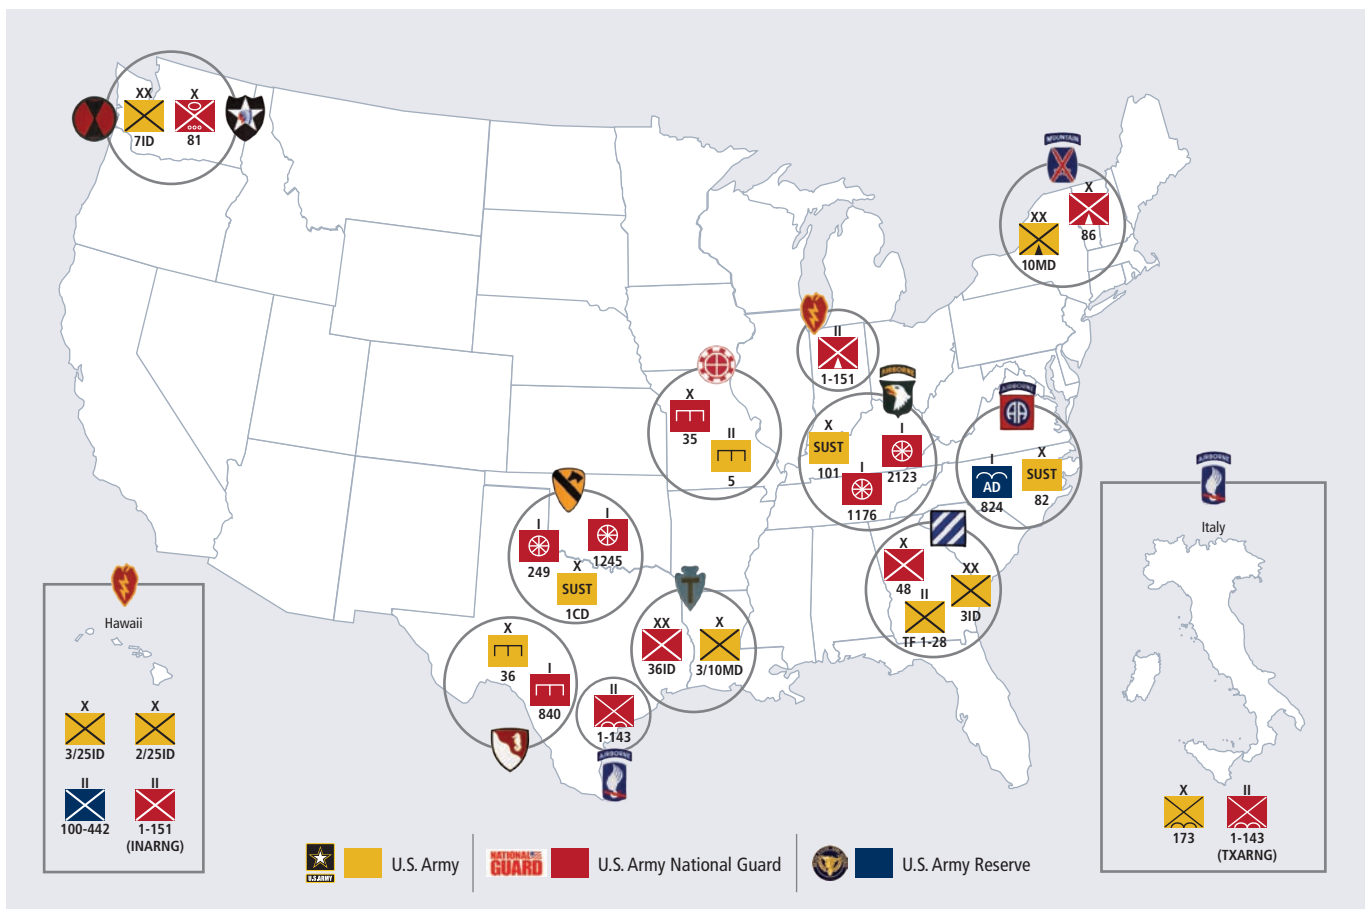 XX
7ID
X
81
MOUNTAIN
XX
10MD
X
86
II
1-151
X
35
II
5
AIRBORNE
X
SUST
101
I
1176
I
2123
AIRBORNE
AA
I
AD
824
X
SUST
82
I
249
I
1245
X
SUST
1CD
X
48
II
TF 1-28
XX
3ID
T
XX
36ID
X
3/10MD
X
36
I
840
II
1-143
AIRBORNE
Hawaii
X
3/25ID
X
2/25ID
II
100-442
II
1-151
(INARNG)
AIRBORNE
Italy
X
173
II
1-143
(TXARNG)
U.S.ARMY
U.S. Army
NATIONAL
GUARD
U.S. Army National Guard
U.S. Army Reserve